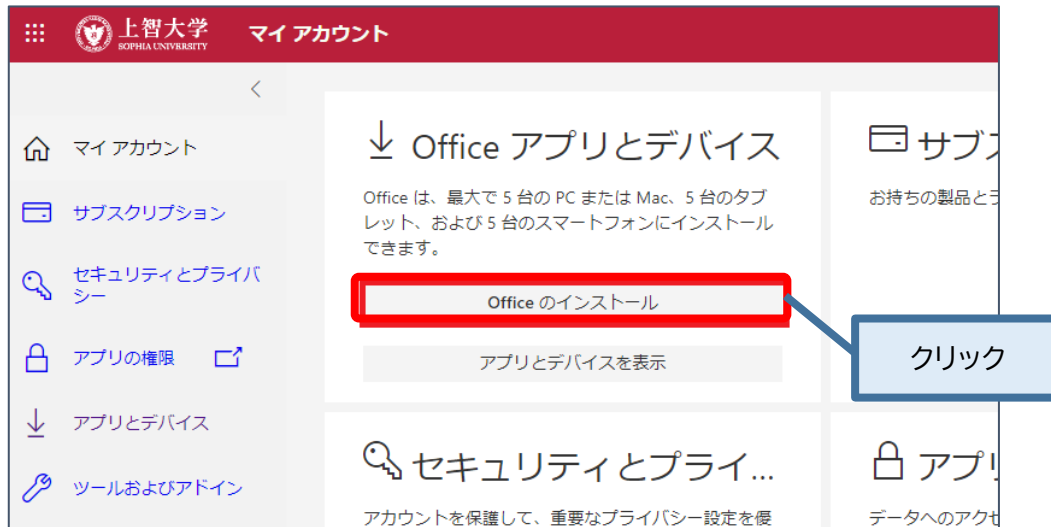 上智大学
SOPHIA UNIVERSITY
マイ アカウント
マイ アカウント
サブスクリプション
セキュリティとプライバ
シー
アプリの権限
アプリとデバイス
ツールおよびアドイン
Office アプリとデバイス
Office は、最大で 5 台の PC または Mac、5 台のタブ
レット、および 5 台のスマートフォンにインストール
できます。
Office のインストール
アプリとデバイスを表示
クリック
サブス
お持ちの製品とラ
セキュリティとプライ...
アカウントを保護して、重要なプライバシー設定を優
アプリ
データへのアクセ